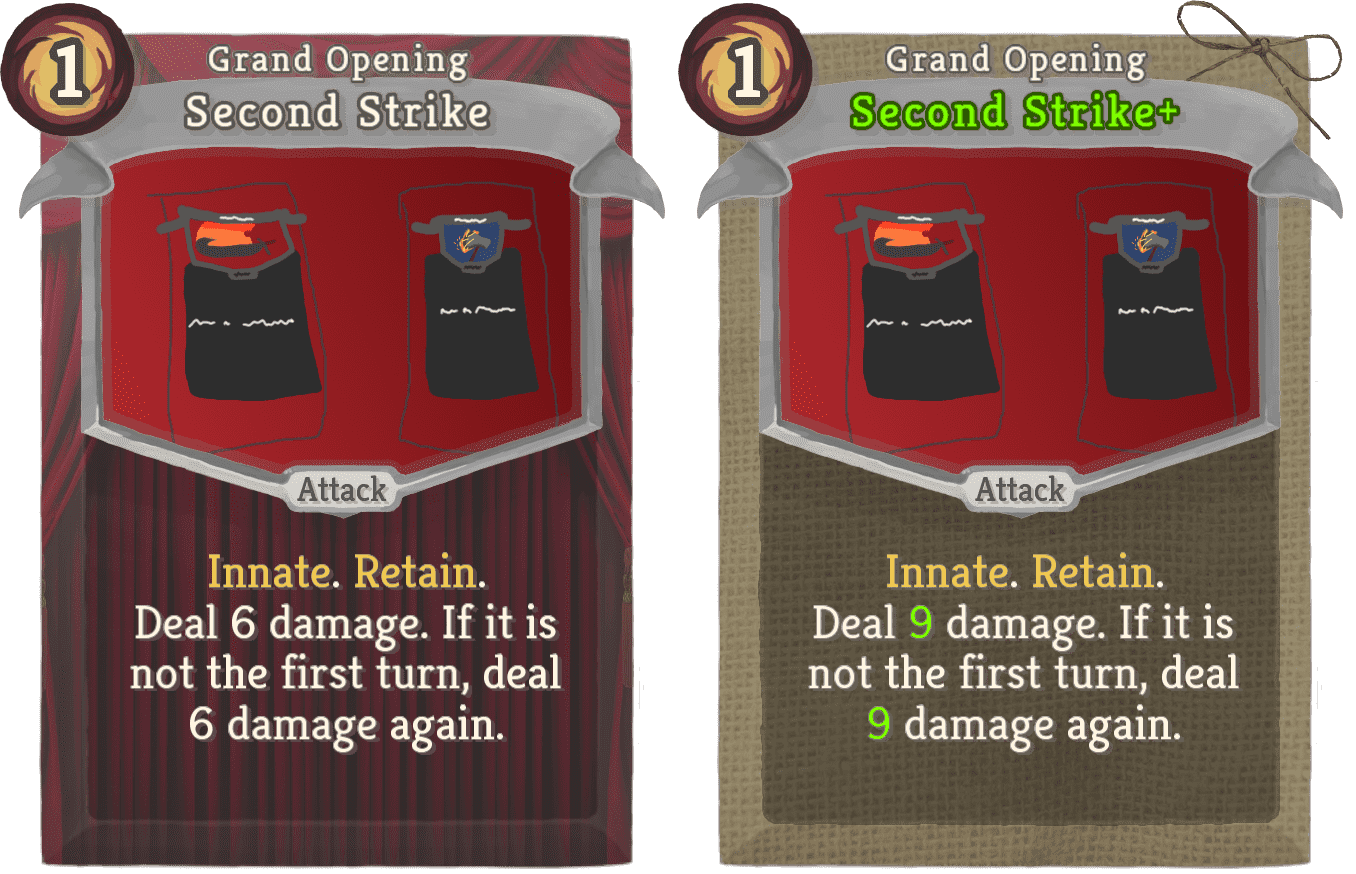 1
Grand Opening
Second Strike
Attack
Innate. Retain.
Deal 6 damage. If it is
not the first turn, deal
6 damage again.
1
Grand Opening
Second Strike+
Attack
Innate. Retain.
Deal 9 damage. If it is
not the first turn, deal
9 damage again.